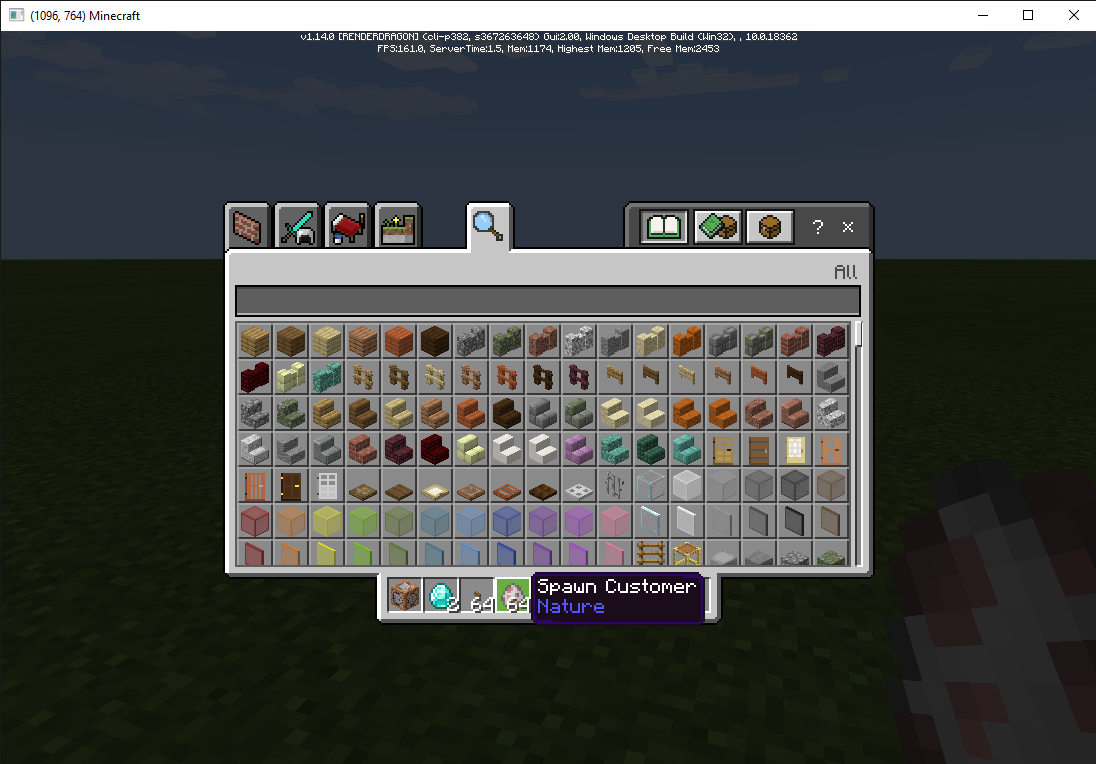 (1096, 764) Minecraft
v1.14.0 [RENDERDRAGON] (cli-p382, s367263648) Gui:2.00, Windows Desktop Build (Win32), , 10.0.18362
FPS:161.0, ServerTime:1.5, Mem:1174, Highest Mem:1205, Free Mem:2453
? ×
All
2 64 64
Spawn Customer
Nature